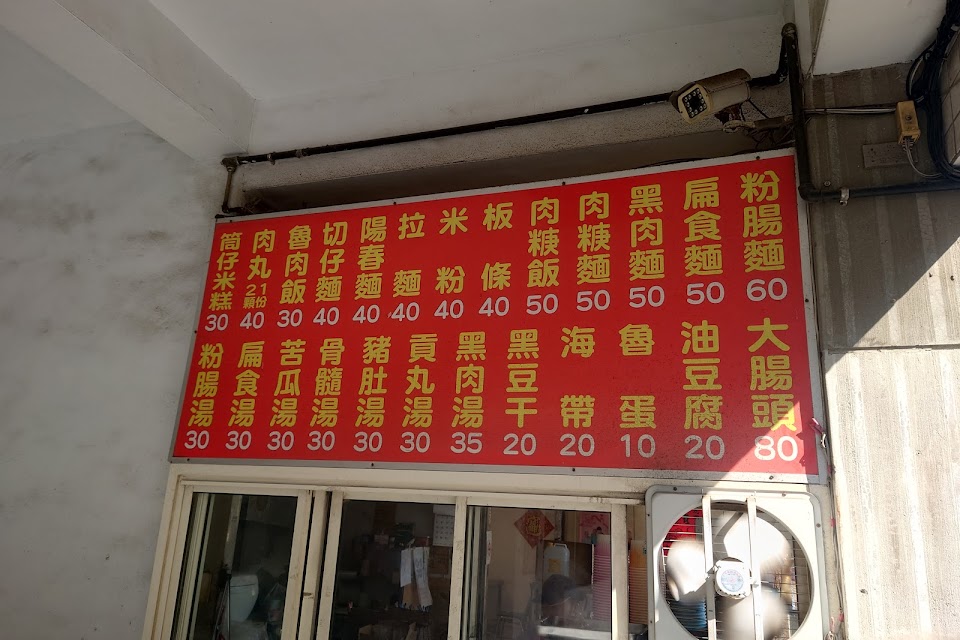 筒仔米糕 30
肉丸 2顆1份 40
魯肉飯 30
切仔麵 40
陽春麵 40
拉麵 40
米粉 40
板條 40
肉糠飯 50
肉糠麵 50
黑肉麵 50
扁食麵 50
粉腸麵 60
粉腸湯 30
扁食湯 30
苦瓜湯 30
骨髓湯 30
豬肚湯 30
貢丸湯 30
黑肉湯 35
黑豆干 20
海帶 20
魯蛋 10
油豆腐 20
大腸頭 80